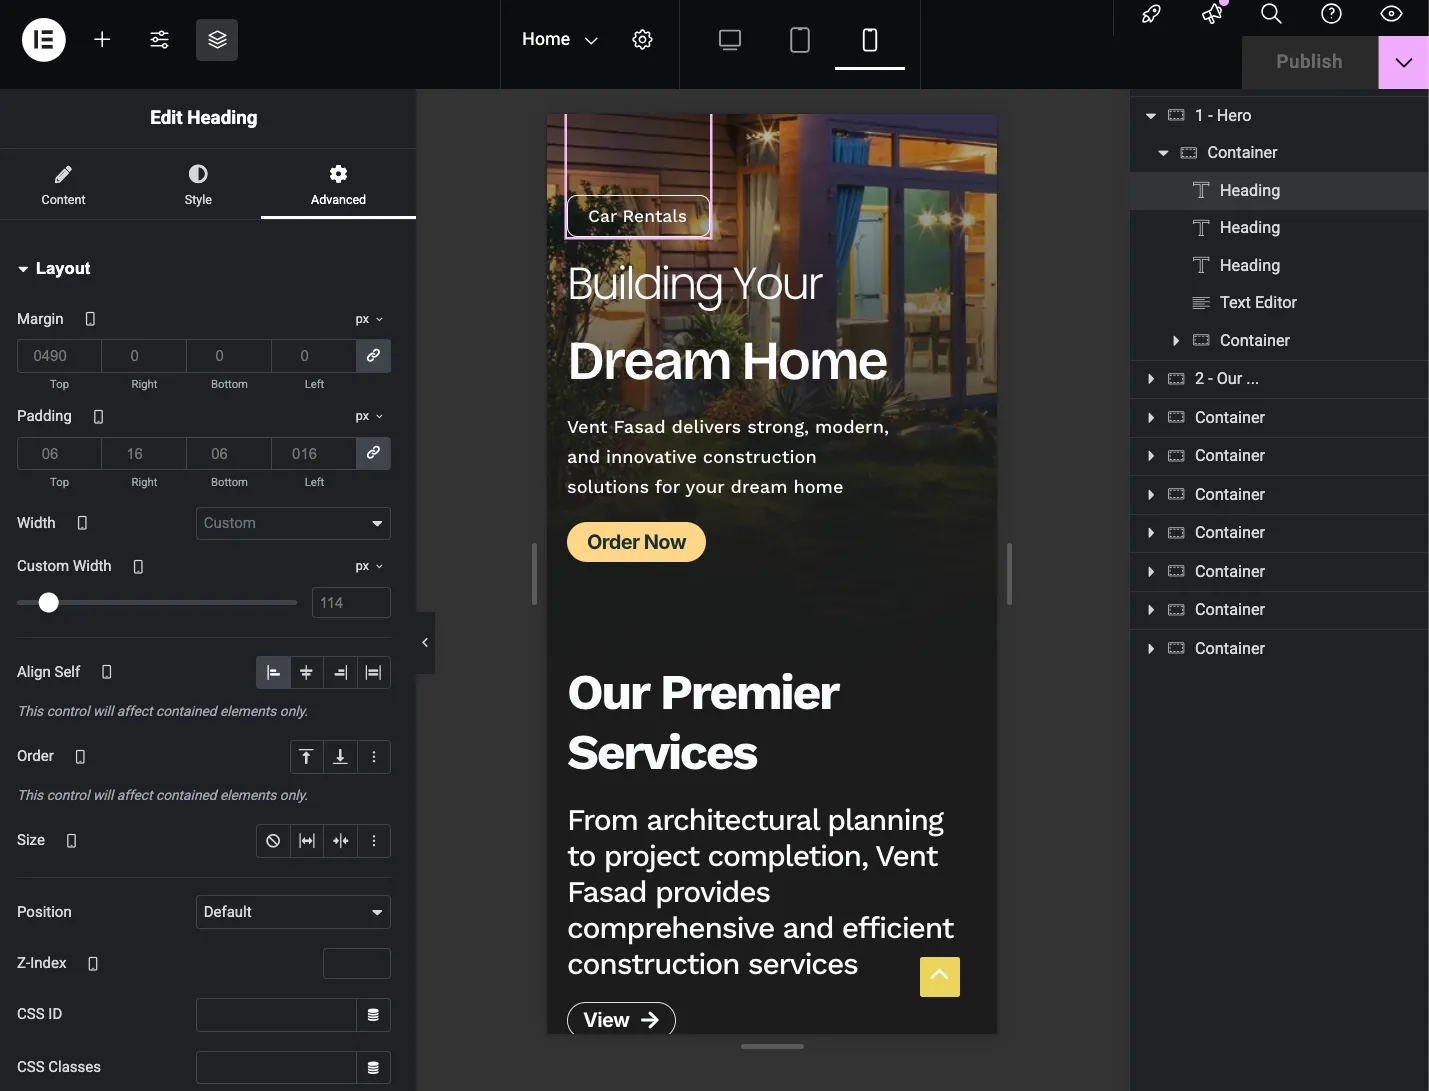 Home
Publish
Edit Heading
Content
Style
Advanced
Layout
Margin
px
0490
0
0
0
Top
Right
Bottom
Left
Padding
px
06
16
06
016
Top
Right
Bottom
Left
Width
Custom
Custom Width
px
114
Align Self
This control will affect contained elements only.
Order
This control will affect contained elements only.
Size
Position
Default
Z-Index
CSS ID
CSS Classes
Car Rentals
Building Your
Dream Home
Vent Fasad delivers strong, modern,
and innovative construction
solutions for your dream home
Order Now
Our Premier
Services
From architectural planning
to project completion, Vent
Fasad provides
comprehensive and efficient
construction services
View
1 - Hero
Container
Heading
Heading
Heading
Text Editor
Container
2 - Our ...
Container
Container
Container
Container
Container
Container
Container